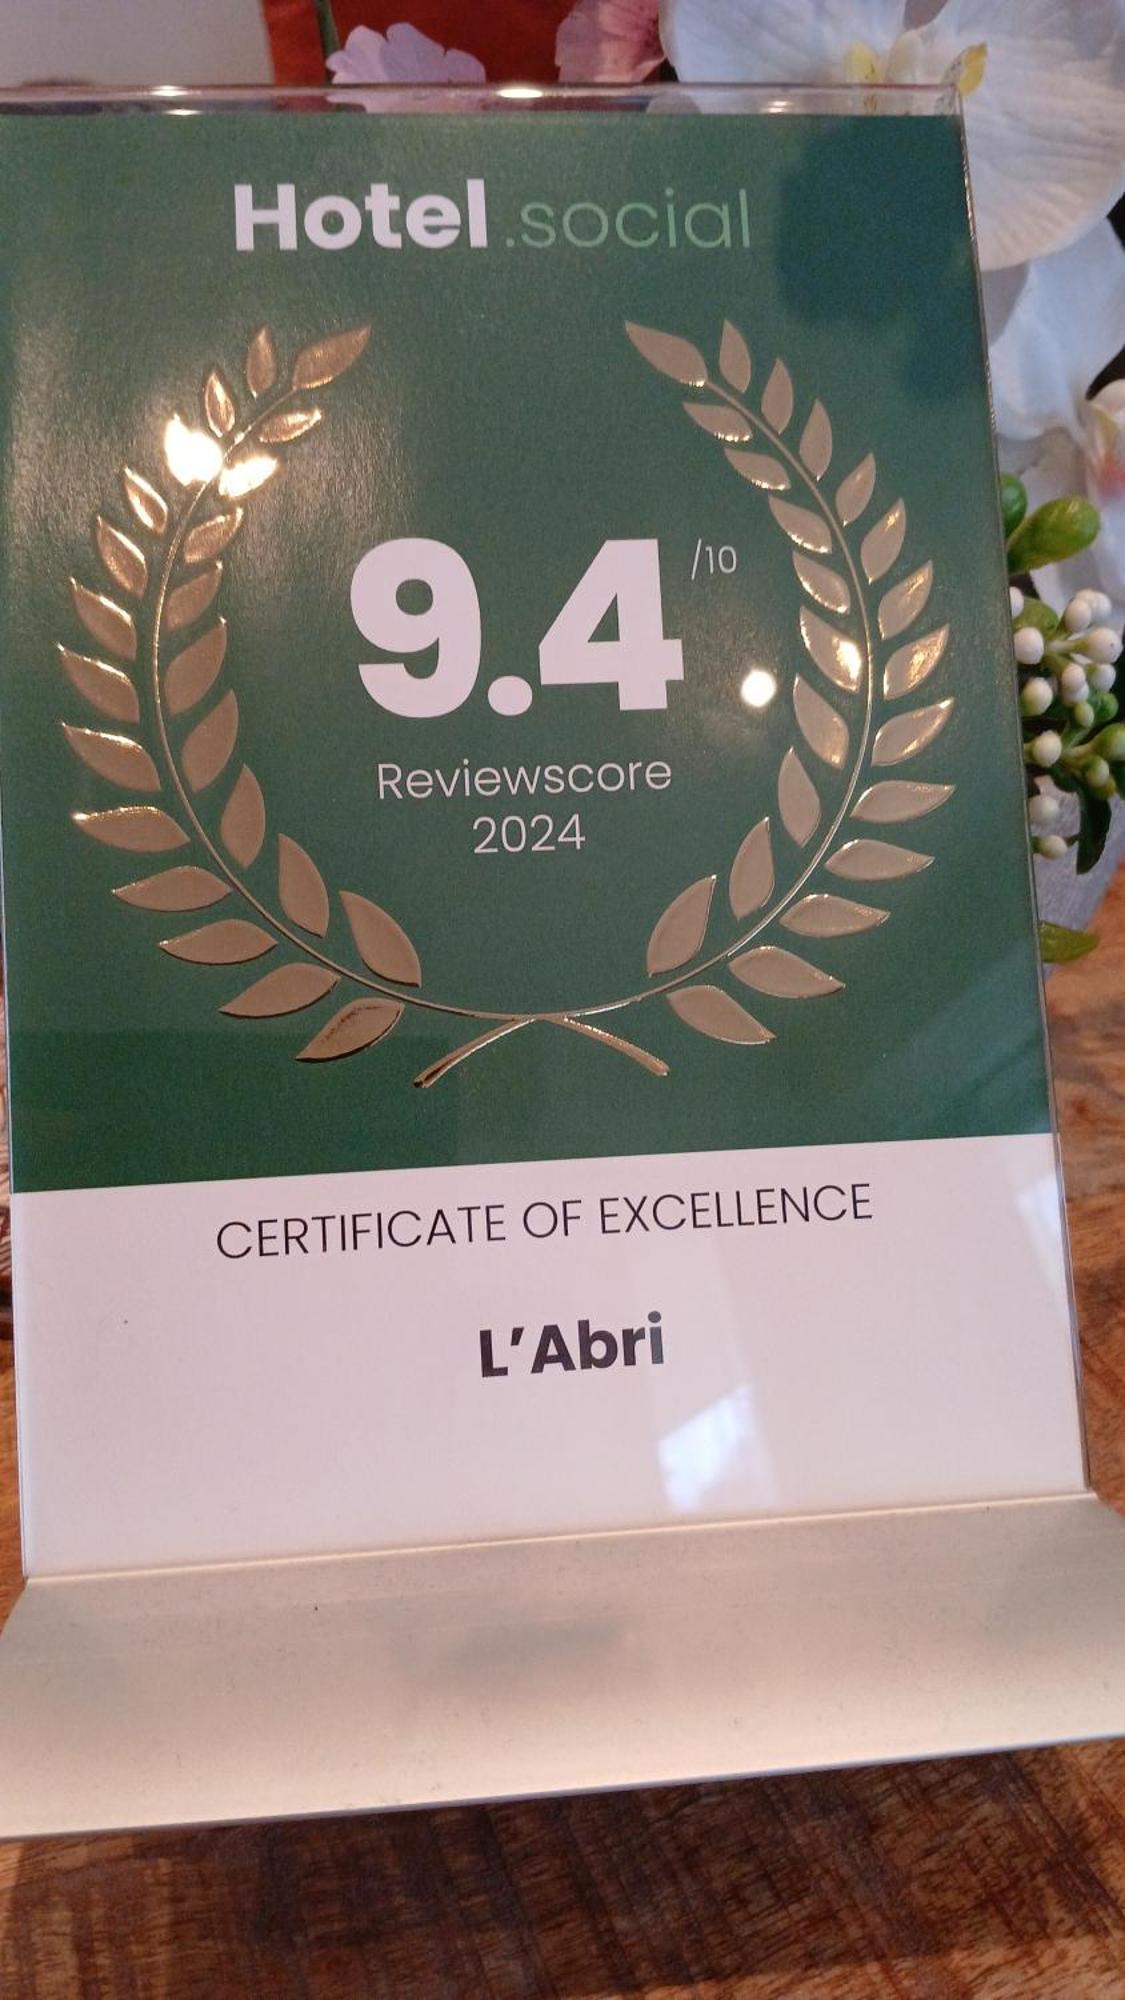 Hotel.social
9.4/10
Reviewscore
2024
CERTIFICATE OF EXCELLENCE
L'Abri